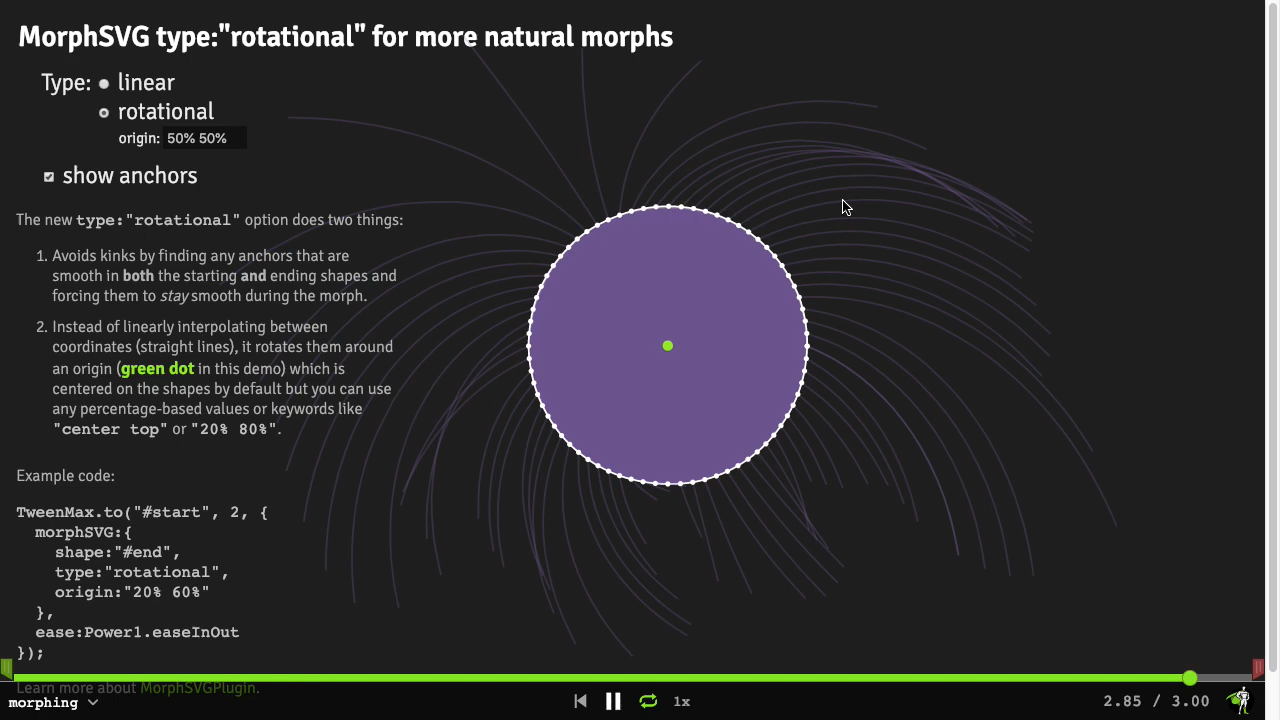 MorphSVG type:"rotational" for more natural morphs
Type: linear
rotational
origin: 50% 50%
show anchors
The new type:"rotational" option does two things:
1. Avoids kinks by finding any anchors that are
smooth in both the starting and ending shapes and
forcing them to stay smooth during the morph.
2. Instead of linearly interpolating between
coordinates (straight lines), it rotates them around
an origin (green dot in this demo) which is
centered on the shapes by default but you can use
any percentage-based values or keywords like
"center top" or "20% 80%".
Example code:
TweenMax.to("#start", 2, {
morphSVG:{
shape:"#end",
type:"rotational",
origin:"20% 60%"
},
ease:Power1.easeInOut
});
Learn more about MorphSVGPlugin.
morphing 1x 2.85 / 3.00